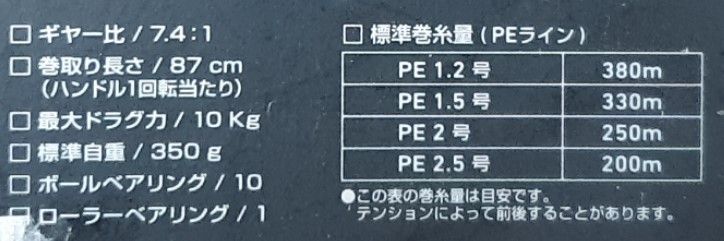 □ ギヤー比 / 7.4：1
□ 巻取り長さ / 87 cm
（ハンドル1回転当たり）
□ 最大ドラグ力 / 10 Kg
□ 標準自重 / 350 g
□ ボールベアリング / 10
□ ローラーベアリング / 1
□ 標準巻糸量 ( PEライン )
PE 1.2 号 380m
PE 1.5 号 330m
PE 2 号 250m
PE 2.5 号 200m
●この表の巻糸量は目安です。
テンションによって前後することがあります。